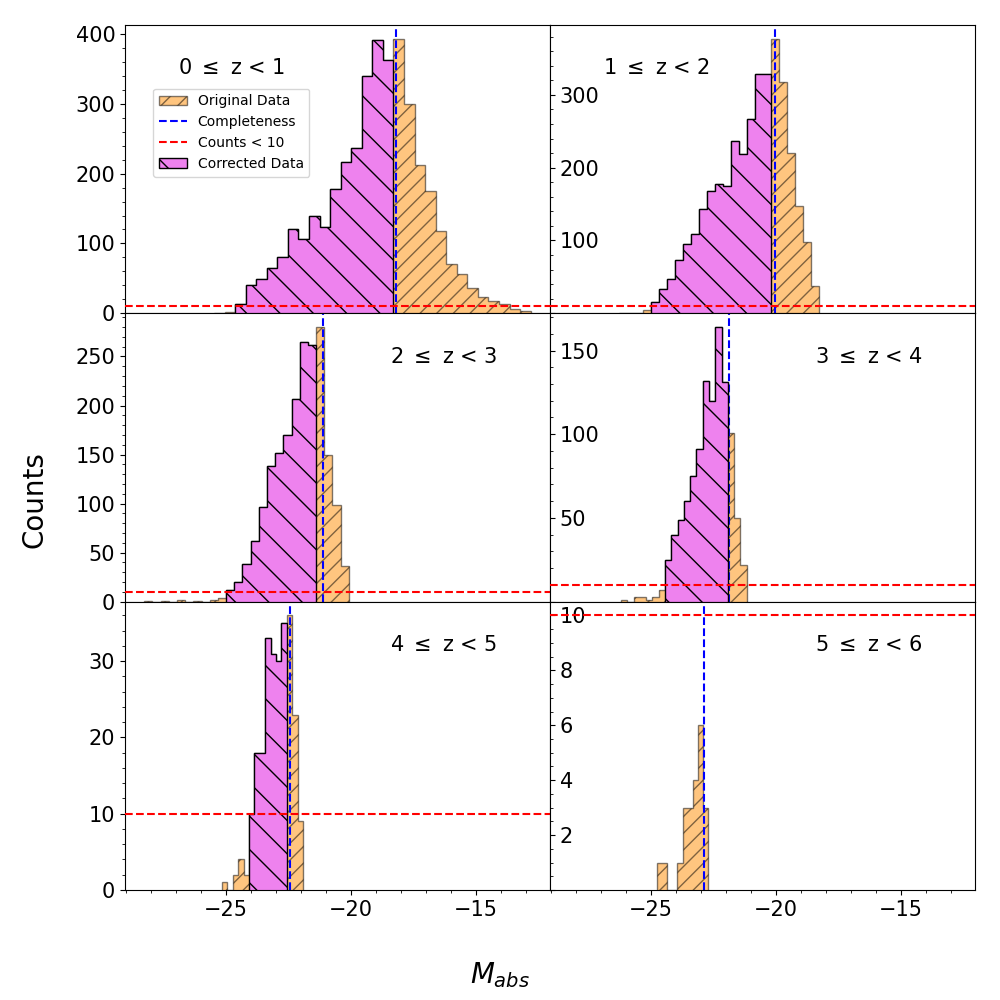 400
300
200
100
0
0 ≤ z < 1
Original Data
Completeness
Counts < 10
Corrected Data
300
200
100
1 ≤ z < 2
250
200
150
100
50
0
2 ≤ z < 3
150
100
50
3 ≤ z < 4
30
20
10
0
4 ≤ z < 5
10
8
6
4
2
5 ≤ z < 6
−25 −20 −15
−25 −20 −15
Counts
M_abs